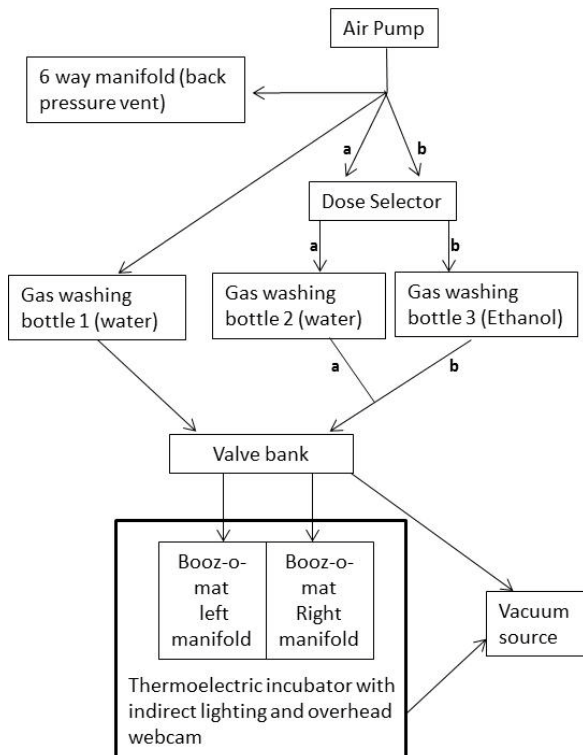 Air Pump
6 way manifold (back
pressure vent)
a
b
Dose Selector
a
b
Gas washing
bottle 1 (water)
Gas washing
bottle 2 (water)
Gas washing
bottle 3 (Ethanol)
a
b
Valve bank
Booz-o-
mat
left
manifold
Booz-o-
mat
Right
manifold
Vacuum
source
Thermoelectric incubator with
indirect lighting and overhead
webcam